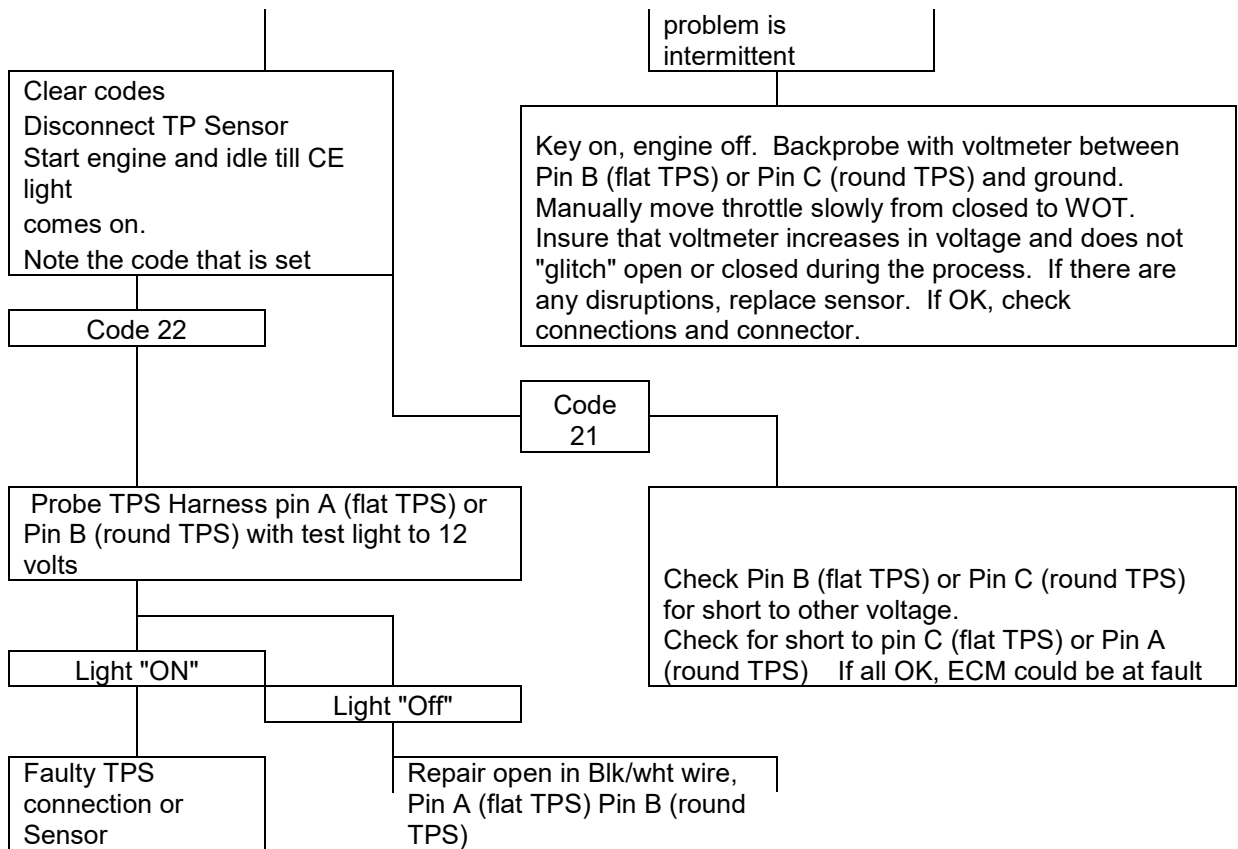 problem is
intermittent
Clear codes
Disconnect TP Sensor
Start engine and idle till CE
light
comes on.
Note the code that is set
Key on, engine off.  Backprobe with voltmeter between
Pin B (flat TPS) or Pin C (round TPS) and ground.
Manually move throttle slowly from closed to WOT.
Insure that voltmeter increases in voltage and does not
"glitch" open or closed during the process.  If there are
any disruptions, replace sensor.  If OK, check
connections and connector.
Code 22
Code
21
Probe TPS Harness pin A (flat TPS) or
Pin B (round TPS) with test light to 12
volts
Check Pin B (flat TPS) or Pin C (round TPS)
for short to other voltage.
Check for short to pin C (flat TPS) or Pin A
(round TPS)    If all OK, ECM could be at fault
Light "ON"
Light "Off"
Faulty TPS
connection or
Sensor
Repair open in Blk/wht wire,
Pin A (flat TPS) Pin B (round
TPS)